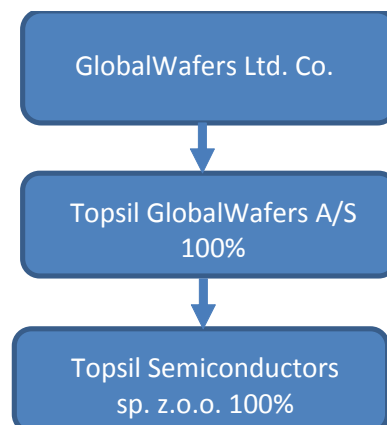 GlobalWafers Ltd. Co.
Topsil GlobalWafers A/S
100%
Topsil Semiconductors
sp. z.o.o. 100%